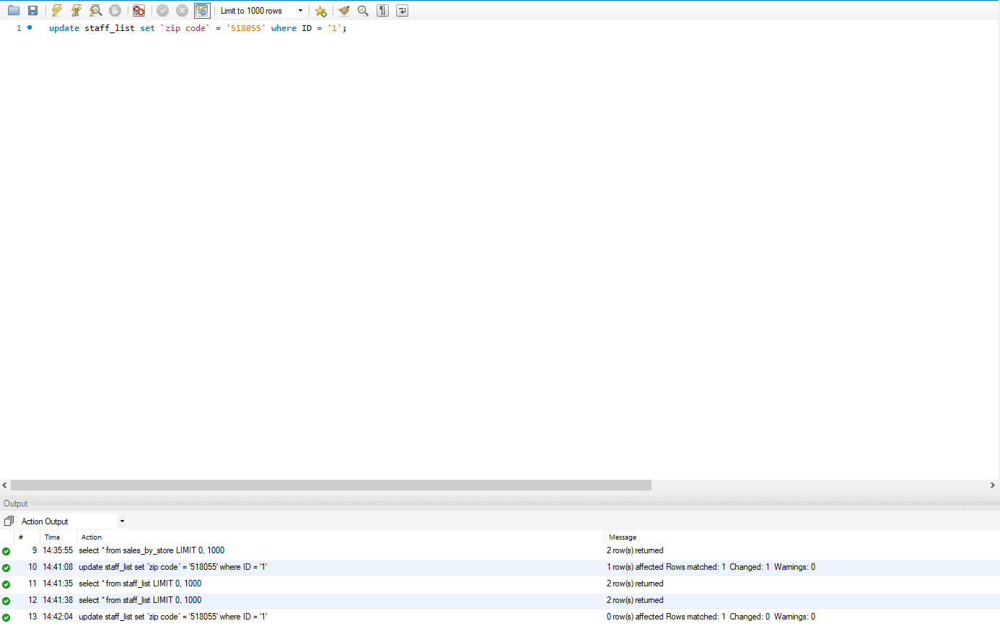 Limit to 1000 rows
1 update staff_list set `zip code` = '518055' where ID = '1';
Output
Action Output
# Time Action Message
9 14:35:55 select * from sales_by_store LIMIT 0, 1000 2 row(s) returned
10 14:41:08 update staff_list set `zip code` = '518055' where ID = '1' 1 row(s) affected Rows matched: 1 Changed: 1 Warnings: 0
11 14:41:35 select * from staff_list LIMIT 0, 1000 2 row(s) returned
12 14:41:38 select * from staff_list LIMIT 0, 1000 2 row(s) returned
13 14:42:04 update staff_list set `zip code` = '518055' where ID = '1' 0 row(s) affected Rows matched: 1 Changed: 0 Warnings: 0